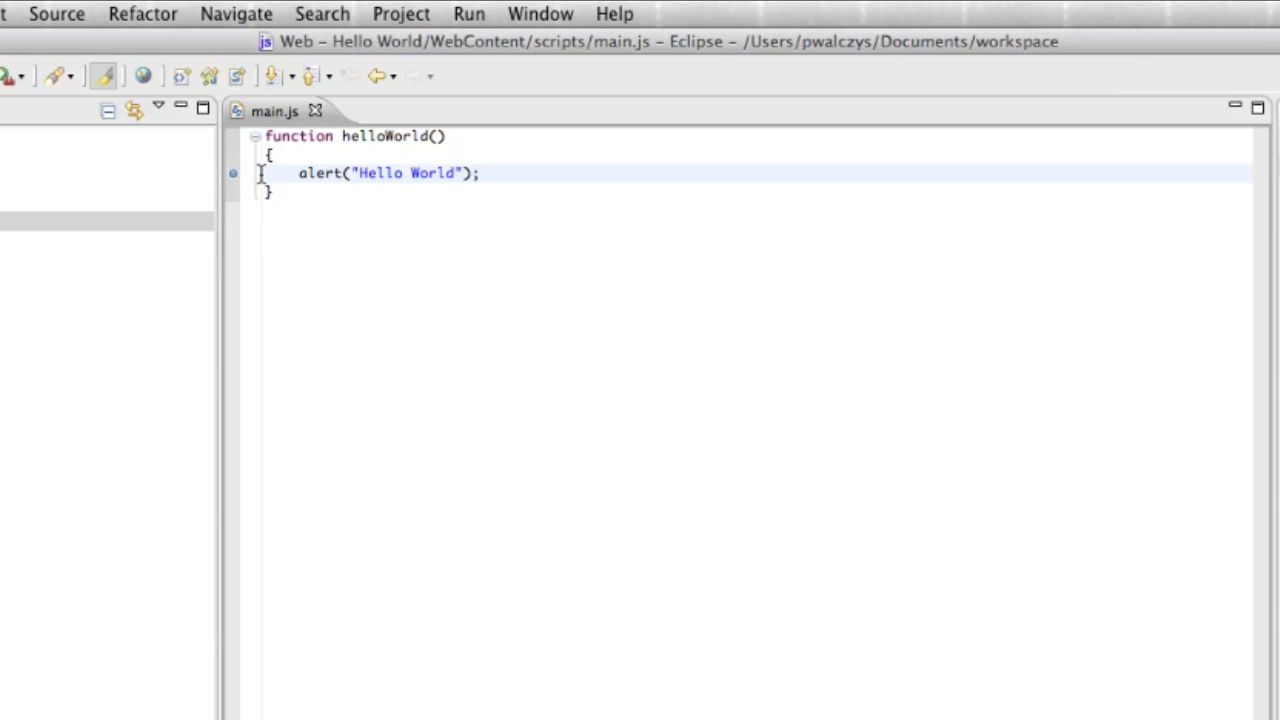 t Source Refactor Navigate Search Project Run Window Help
js Web – Hello World/WebContent/scripts/main.js – Eclipse – /Users/pwalczys/Documents/workspace
main.js
function helloWorld()
{
alert("Hello World");
}